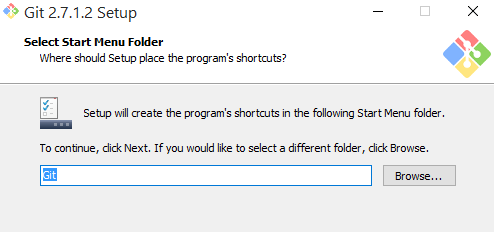 Git 2.7.1.2 Setup
Select Start Menu Folder
Where should Setup place the program's shortcuts?
Setup will create the program's shortcuts in the following Start Menu folder.
To continue, click Next. If you would like to select a different folder, click Browse.
Git
Browse...